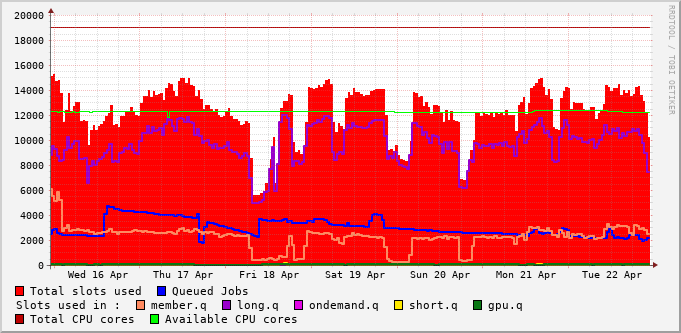 20000
18000
16000
14000
12000
10000
8000
6000
4000
2000
0
Wed 16 Apr Thu 17 Apr Fri 18 Apr Sat 19 Apr Sun 20 Apr Mon 21 Apr Tue 22 Apr
Total slots used Queued Jobs
Slots used in : member.q long.q ondemand.q short.q gpu.q
Total CPU cores Available CPU cores
RRDTOOL / TOBI OETIKER